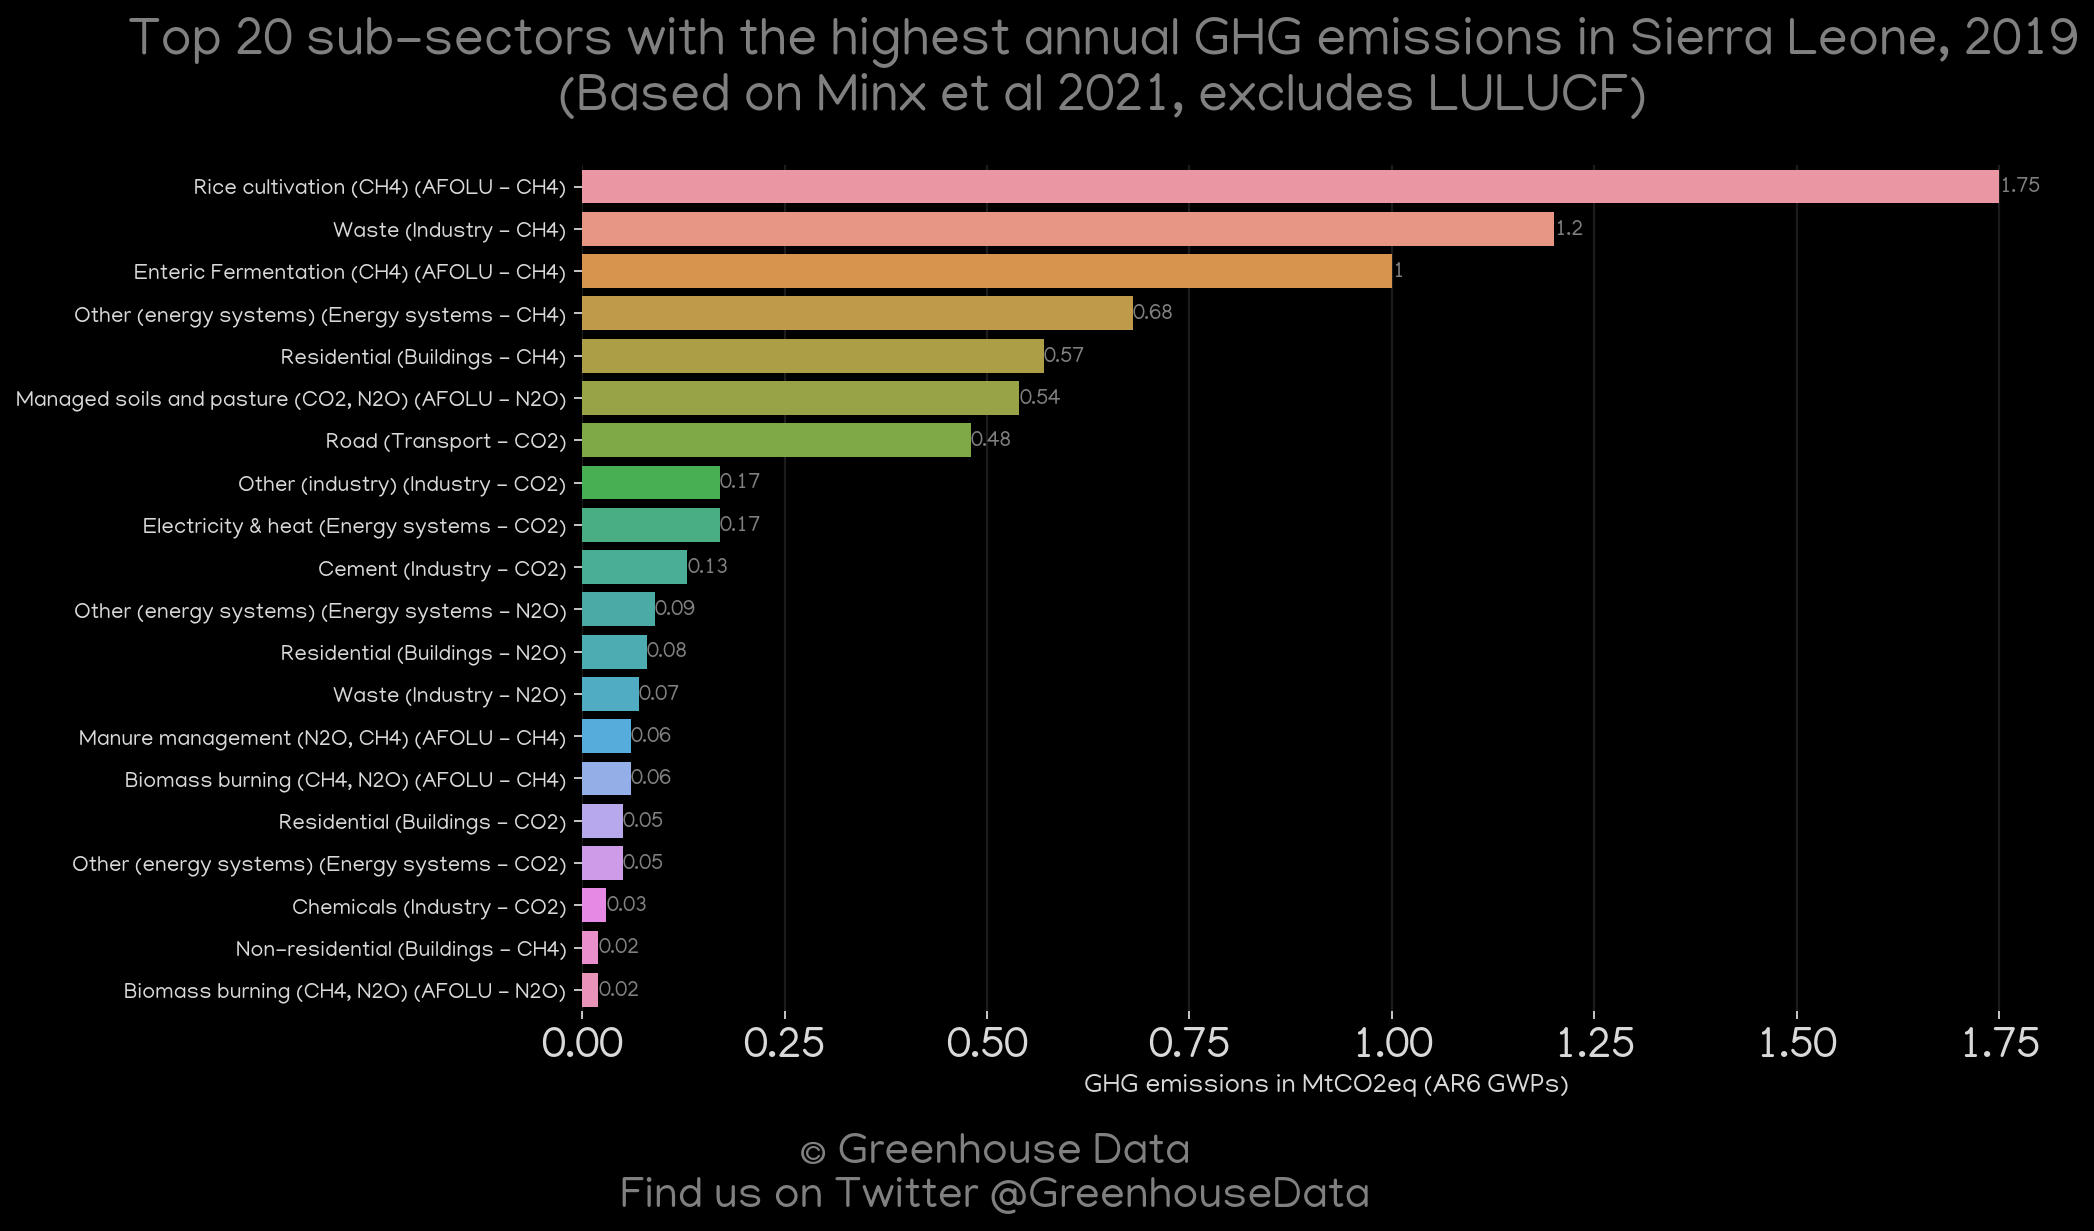 Top 20 sub-sectors with the highest annual GHG emissions in Sierra Leone, 2019
(Based on Minx et al 2021, excludes LULUCF)
Rice cultivation (CH4) (AFOLU - CH4) 1.75
Waste (Industry - CH4) 1.2
Enteric Fermentation (CH4) (AFOLU - CH4) 1
Other (energy systems) (Energy systems - CH4) 0.68
Residential (Buildings - CH4) 0.57
Managed soils and pasture (CO2, N2O) (AFOLU - N2O) 0.54
Road (Transport - CO2) 0.48
Other (industry) (Industry - CO2) 0.17
Electricity & heat (Energy systems - CO2) 0.17
Cement (Industry - CO2) 0.13
Other (energy systems) (Energy systems - N2O) 0.09
Residential (Buildings - N2O) 0.08
Waste (Industry - N2O) 0.07
Manure management (N2O, CH4) (AFOLU - CH4) 0.06
Biomass burning (CH4, N2O) (AFOLU - CH4) 0.06
Residential (Buildings - CO2) 0.05
Other (energy systems) (Energy systems - CO2) 0.05
Chemicals (Industry - CO2) 0.03
Non-residential (Buildings - CH4) 0.02
Biomass burning (CH4, N2O) (AFOLU - N2O) 0.02
0.00 0.25 0.50 0.75 1.00 1.25 1.50 1.75
GHG emissions in MtCO2eq (AR6 GWPs)
© Greenhouse Data
Find us on Twitter @GreenhouseData